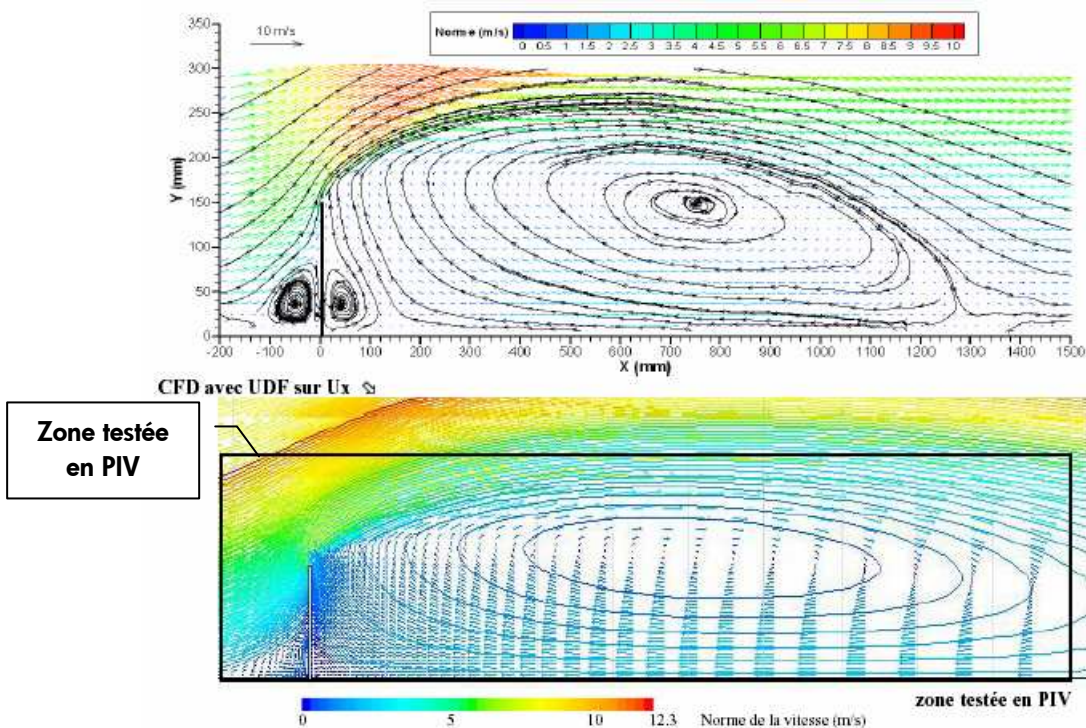 350
300
250
200
150
100
50
0
Y (mm)
10 m/s
Norme (m/s)
0 0.5 1 1.5 2 2.5 3 3.5 4 4.5 5 5.5 6 6.5 7 7.5 8 8.5 9 9.5 10
-200 -100 0 100 200 300 400 500 600 700 800 900 1000 1100 1200 1300 1400 1500
X (mm)
CFD avec UDF sur Ux
Zone testée
en PIV
zone testée en PIV
0 5 10 12.3 Norme de la vitesse (m/s)